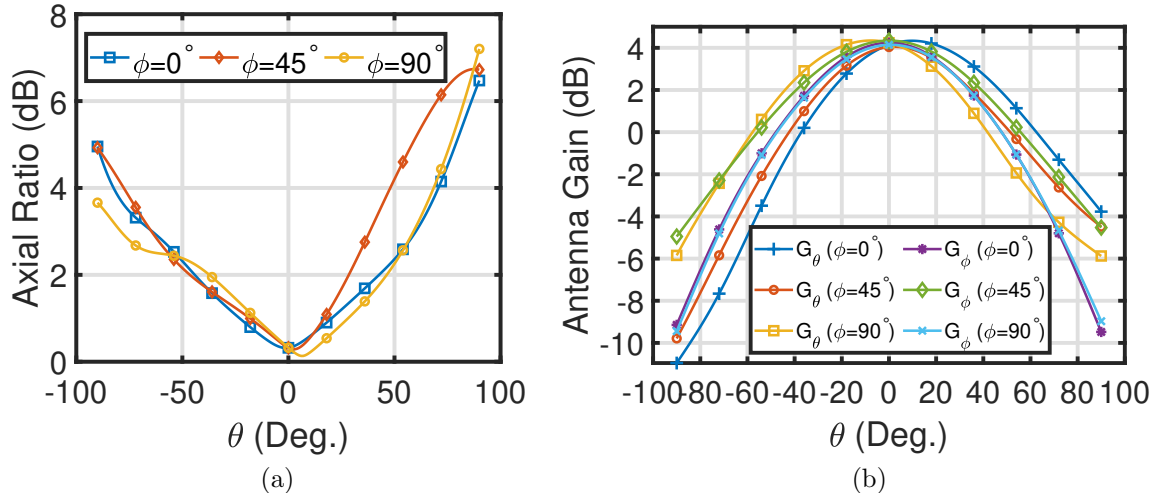 8
6
4
2
0
Axial Ratio (dB)
ϕ=0° ϕ=45° ϕ=90°
-100 -50 0 50 100
θ (Deg.)
(a)
4
2
0
-2
-4
-6
-8
-10
Antenna Gain (dB)
G_θ (ϕ=0°) G_ϕ (ϕ=0°)
G_θ (ϕ=45°) G_ϕ (ϕ=45°)
G_θ (ϕ=90°) G_ϕ (ϕ=90°)
-100 -80 -60 -40 -20 0 20 40 60 80 100
θ (Deg.)
(b)